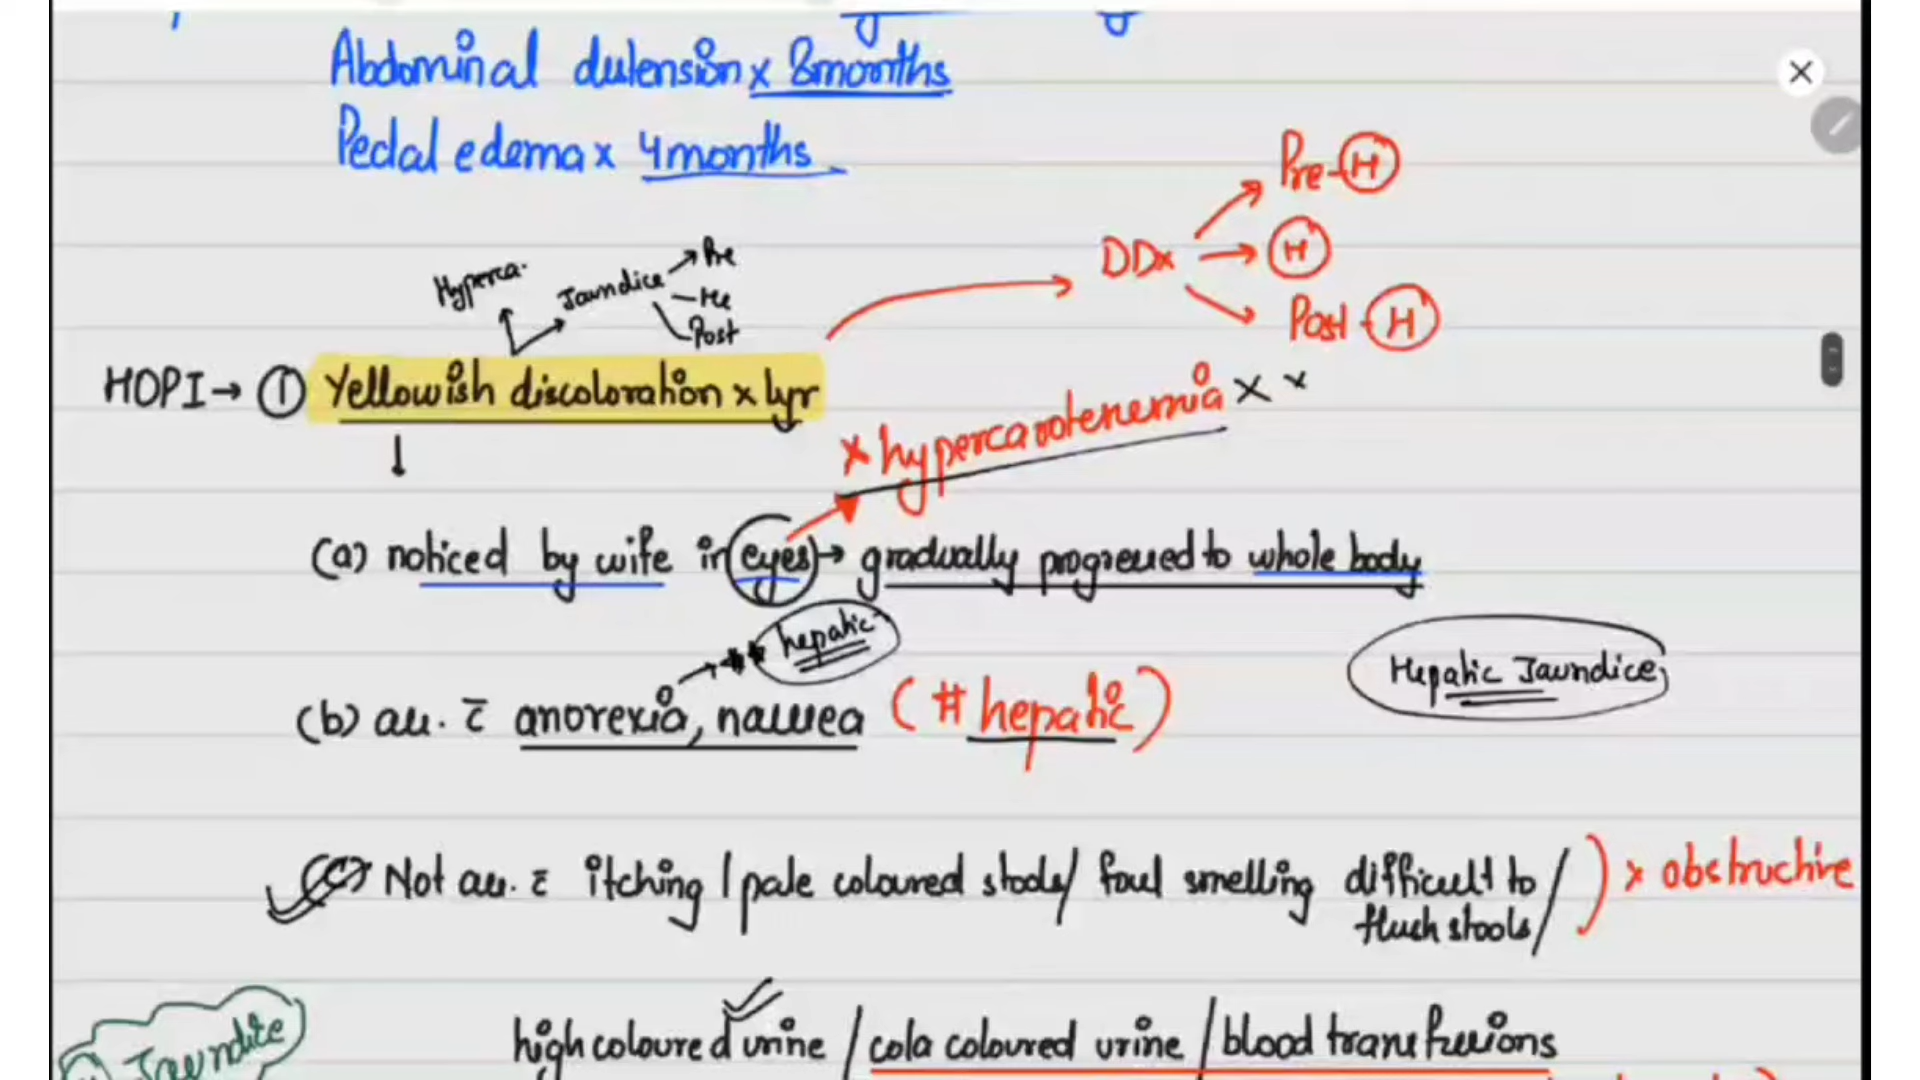 Abdominal distension x 8months
Pedal edema x 4months
Pre-H
DDx
H
Post-H
Hyperca.
Jaundice
Pre
He
Post
HOPI → ① Yellowish discoloration x 1yr
x hypercarotenemia x x
(a) noticed by wife in eyes → gradually progressed to whole body
hepatic
Hepatic Jaundice
(b) ass. c̄ anorexia, nausea (# hepatic)
(c) Not ass. c̄ itching / pale coloured stools / foul smelling difficult to flush stools / ) x obstructive
high coloured urine / cola coloured urine / blood transfusions
Jaundice